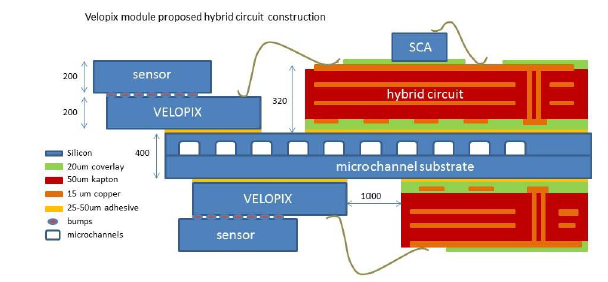 Velopix module proposed hybrid circuit construction
SCA
200
sensor
hybrid circuit
200
VELOPIX
320
400
microchannel substrate
Silicon
20um coverlay
50um kapton
15 um copper
25-50um adhesive
bumps
microchannels
VELOPIX
1000
sensor